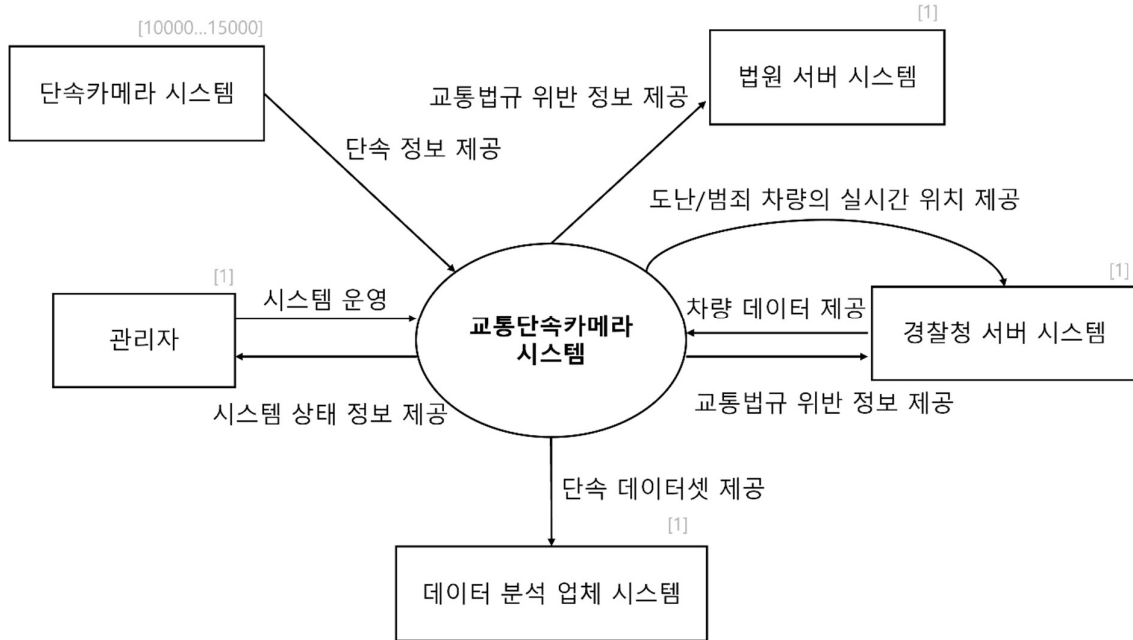 [10000...15000]
단속카메라 시스템
[1]
법원 서버 시스템
교통법규 위반 정보 제공
단속 정보 제공
도난/범죄 차량의 실시간 위치 제공
[1]
관리자
시스템 운영
시스템 상태 정보 제공
교통단속카메라
시스템
차량 데이터 제공
교통법규 위반 정보 제공
[1]
경찰청 서버 시스템
단속 데이터셋 제공
[1]
데이터 분석 업체 시스템